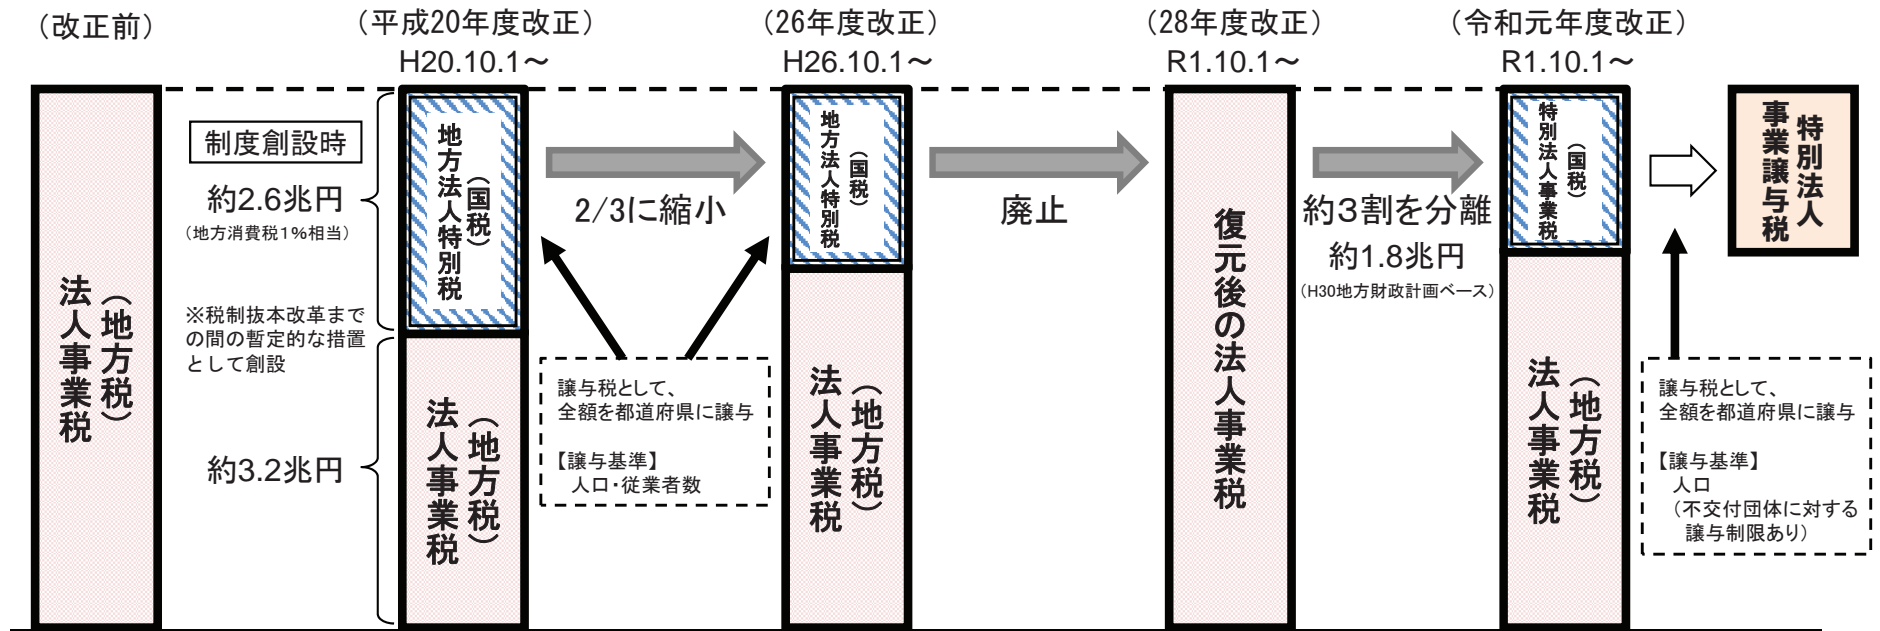 （改正前）
（平成20年度改正）
H20.10.1～
（26年度改正）
H26.10.1～
（28年度改正）
R1.10.1～
（令和元年度改正）
R1.10.1～
法人事業税
（地方税）
制度創設時
約2.6兆円
（地方消費税１％相当）
※税制抜本改革まで
の間の暫定的な措置
として創設
約3.2兆円
地方法人特別税
（国税）
法人事業税
（地方税）
2/3に縮小
譲与税として、
全額を都道府県に譲与
【譲与基準】
人口・従業者数
地方法人特別税
（国税）
法人事業税
（地方税）
廃止
復元後の法人事業税
約３割を分離
約1.8兆円
（H30地方財政計画ベース）
特別法人事業税
（国税）
法人事業税
（地方税）
特別法人
事業譲与税
譲与税として、
全額を都道府県に譲与
【譲与基準】
人口
（不交付団体に対する
譲与制限あり）